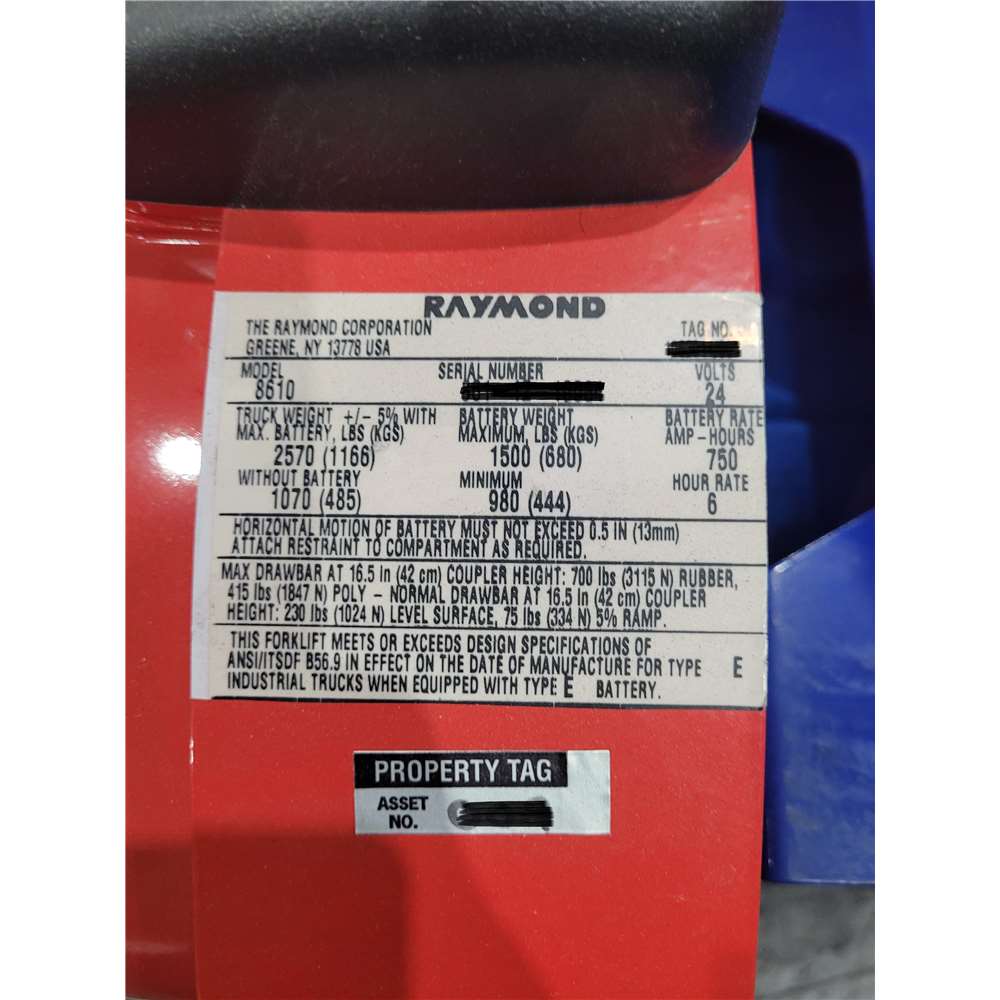 RAYMOND
THE RAYMOND CORPORATION
GREENE, NY 13778 USA
TAG NO.
MODEL
8610
SERIAL NUMBER
VOLTS
24
TRUCK WEIGHT +/- 5% WITH
MAX. BATTERY, LBS (KGS)
2570 (1166)
BATTERY WEIGHT
MAXIMUM, LBS (KGS)
1500 (680)
BATTERY RATE
AMP-HOURS
750
WITHOUT BATTERY
1070 (485)
MINIMUM
980 (444)
HOUR RATE
6
HORIZONTAL MOTION OF BATTERY MUST NOT EXCEED 0.5 IN (13mm)
ATTACH RESTRAINT TO COMPARTMENT AS REQUIRED.
MAX DRAWBAR AT 16.5 in (42 cm) COUPLER HEIGHT: 700 lbs (3115 N) RUBBER,
415 lbs (1847 N) POLY - NORMAL DRAWBAR AT 16.5 in (42 cm) COUPLER
HEIGHT: 230 lbs (1024 N) LEVEL SURFACE, 75 lbs (334 N) 5% RAMP.
THIS FORKLIFT MEETS OR EXCEEDS DESIGN SPECIFICATIONS OF
ANSI/ITSDF B56.9 IN EFFECT ON THE DATE OF MANUFACTURE FOR TYPE E
INDUSTRIAL TRUCKS WHEN EQUIPPED WITH TYPE E BATTERY.
PROPERTY TAG
ASSET
NO.